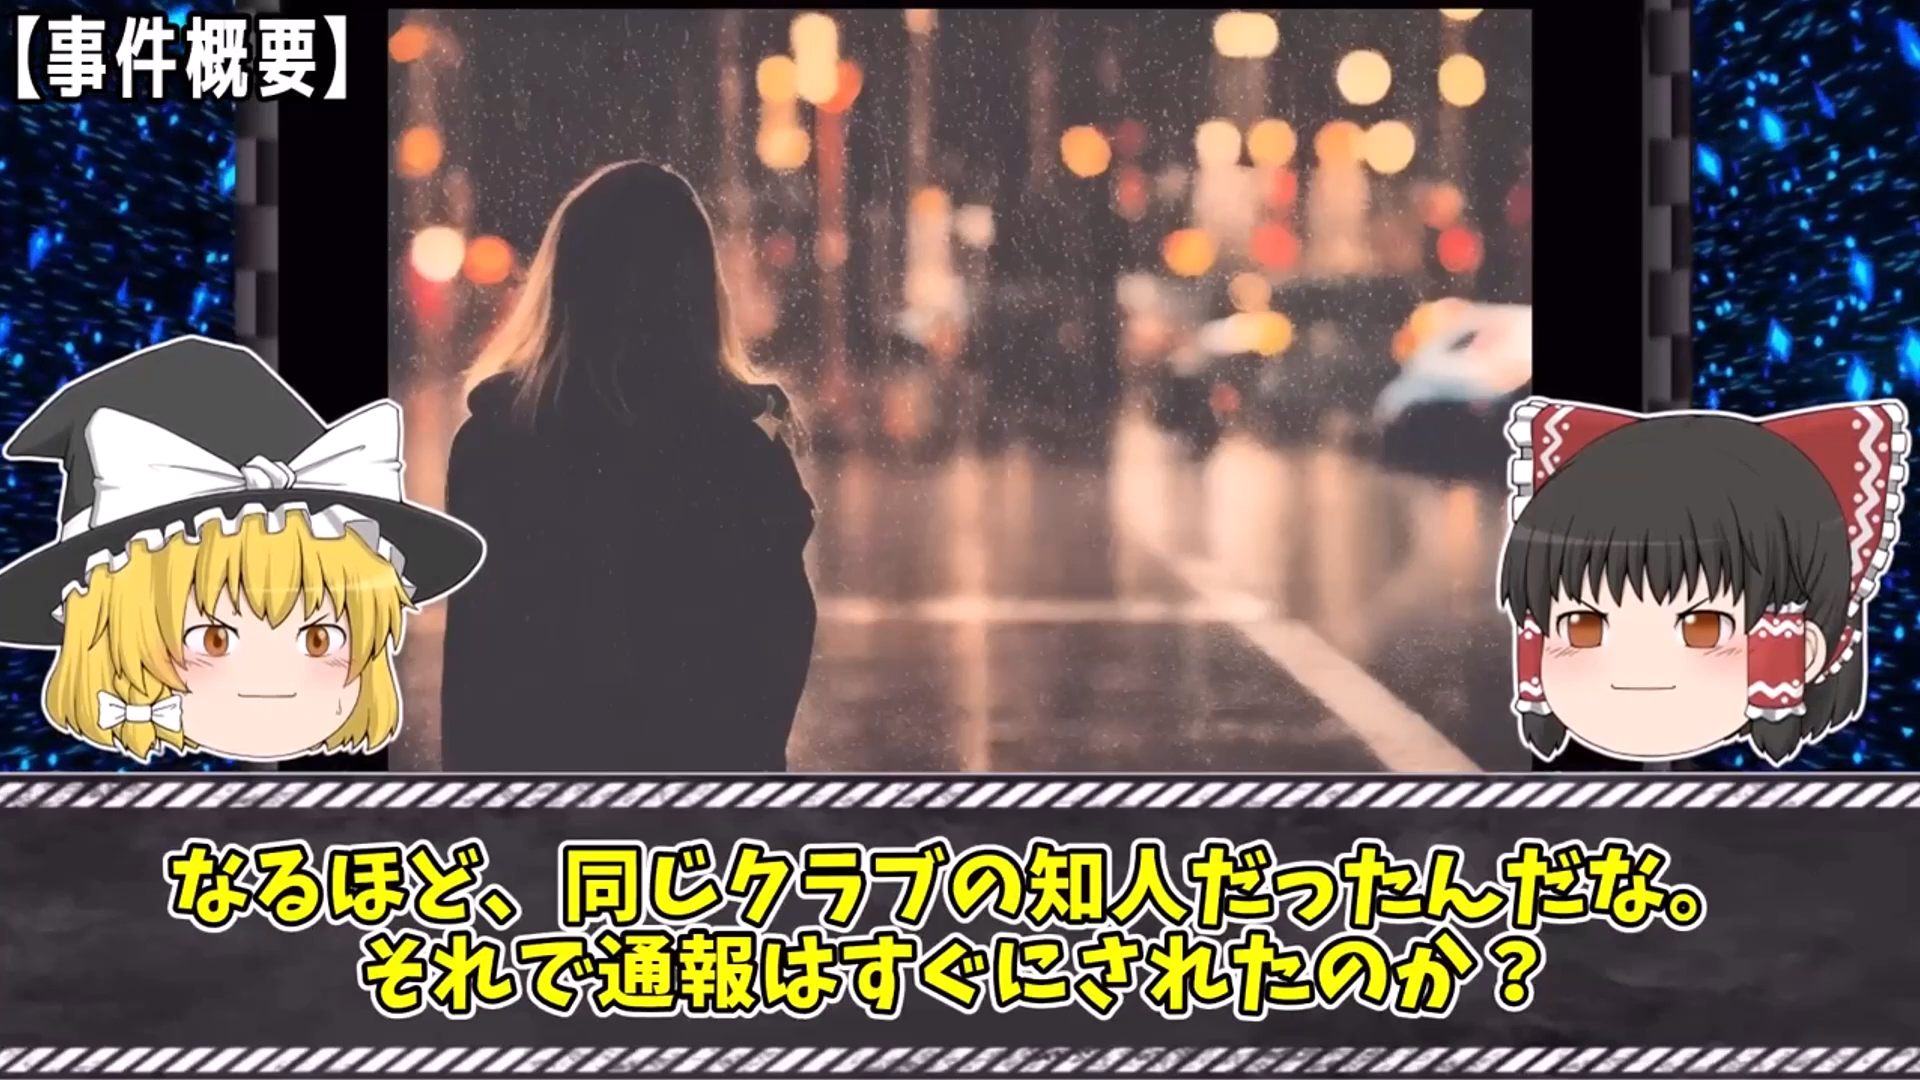 【事件概要】
なるほど、同じクラブの知人だったんだな。
それで通報はすぐにされたのか？